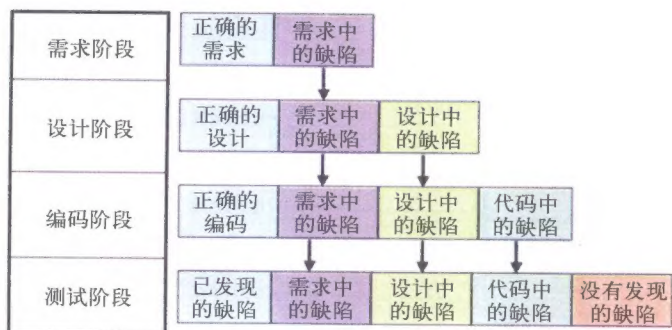 需求阶段
正确的
需求
需求中
的缺陷
设计阶段
正确的
设计
需求中
的缺陷
设计中
的缺陷
编码阶段
正确的
编码
需求中
的缺陷
设计中
的缺陷
代码中
的缺陷
测试阶段
已发现
的缺陷
需求中
的缺陷
设计中
的缺陷
代码中
的缺陷
没有发现
的缺陷